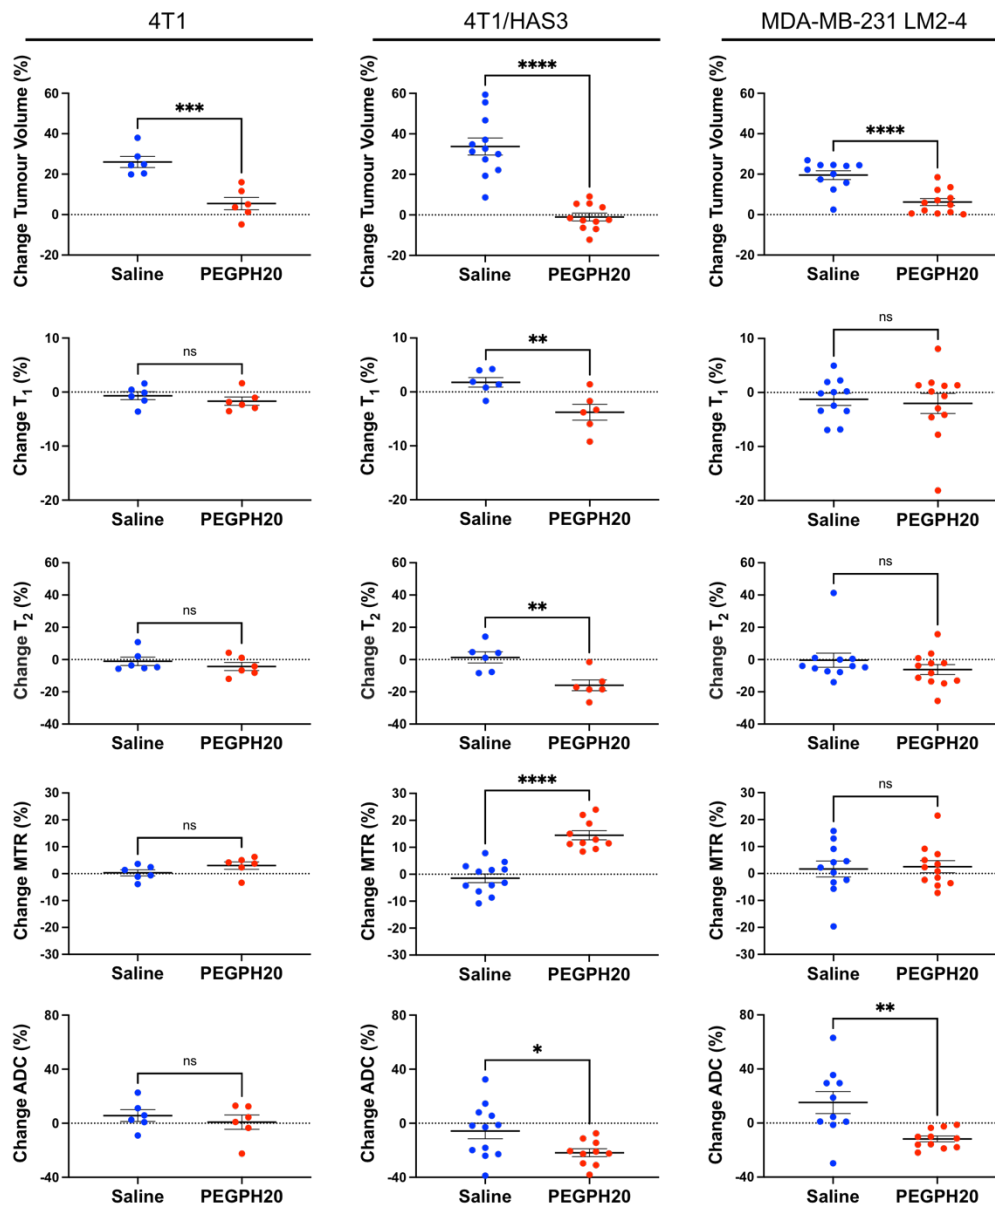 4T1
4T1/HAS3
MDA-MB-231 LM2-4
Change Tumour Volume (%)
60
40
20
0
-20
***
Saline
PEGPH20
Change Tumour Volume (%)
60
40
20
0
-20
****
Saline
PEGPH20
Change Tumour Volume (%)
60
40
20
0
-20
****
Saline
PEGPH20
Change T1 (%)
10
0
-10
-20
ns
Saline
PEGPH20
Change T1 (%)
10
0
-10
-20
**
Saline
PEGPH20
Change T1 (%)
10
0
-10
-20
ns
Saline
PEGPH20
Change T2 (%)
60
40
20
0
-20
-40
ns
Saline
PEGPH20
Change T2 (%)
60
40
20
0
-20
-40
**
Saline
PEGPH20
Change T2 (%)
60
40
20
0
-20
-40
ns
Saline
PEGPH20
Change MTR (%)
30
20
10
0
-10
-20
-30
ns
Saline
PEGPH20
Change MTR (%)
30
20
10
0
-10
-20
-30
****
Saline
PEGPH20
Change MTR (%)
30
20
10
0
-10
-20
-30
ns
Saline
PEGPH20
Change ADC (%)
80
40
0
-40
ns
Saline
PEGPH20
Change ADC (%)
80
40
0
-40
*
Saline
PEGPH20
Change ADC (%)
80
40
0
-40
**
Saline
PEGPH20